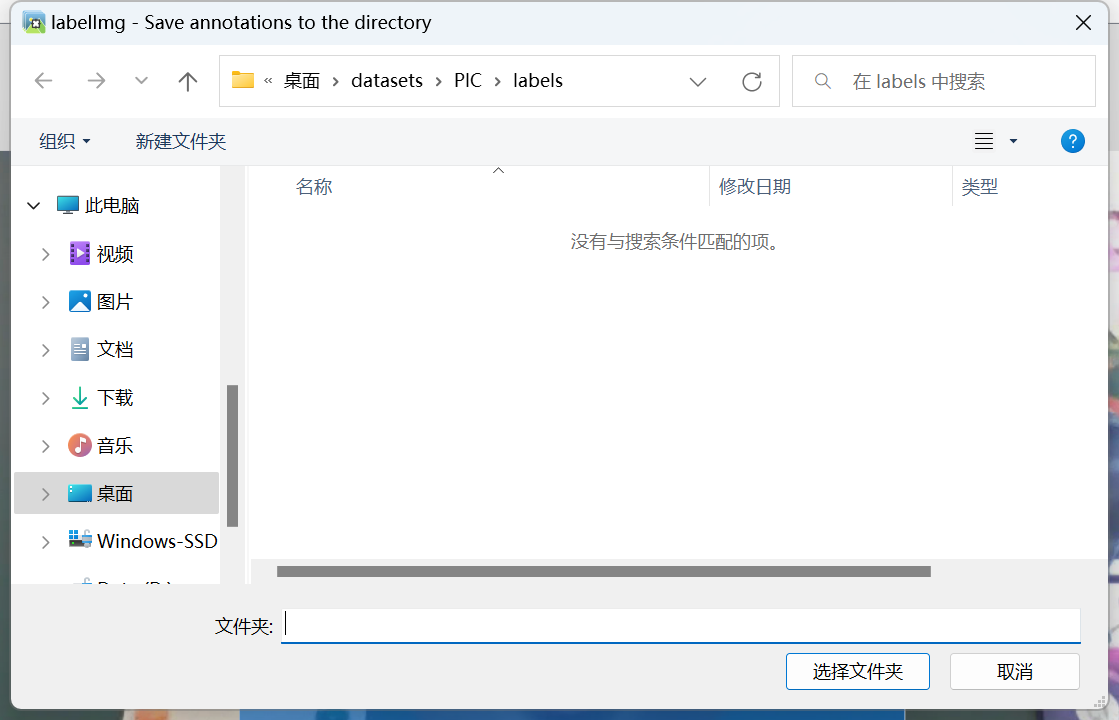 labelImg - Save annotations to the directory
« 桌面 › datasets › PIC › labels
在 labels 中搜索
组织
新建文件夹
名称
修改日期
类型
没有与搜索条件匹配的项。
此电脑
视频
图片
文档
下载
音乐
桌面
Windows-SSD
文件夹:
选择文件夹
取消